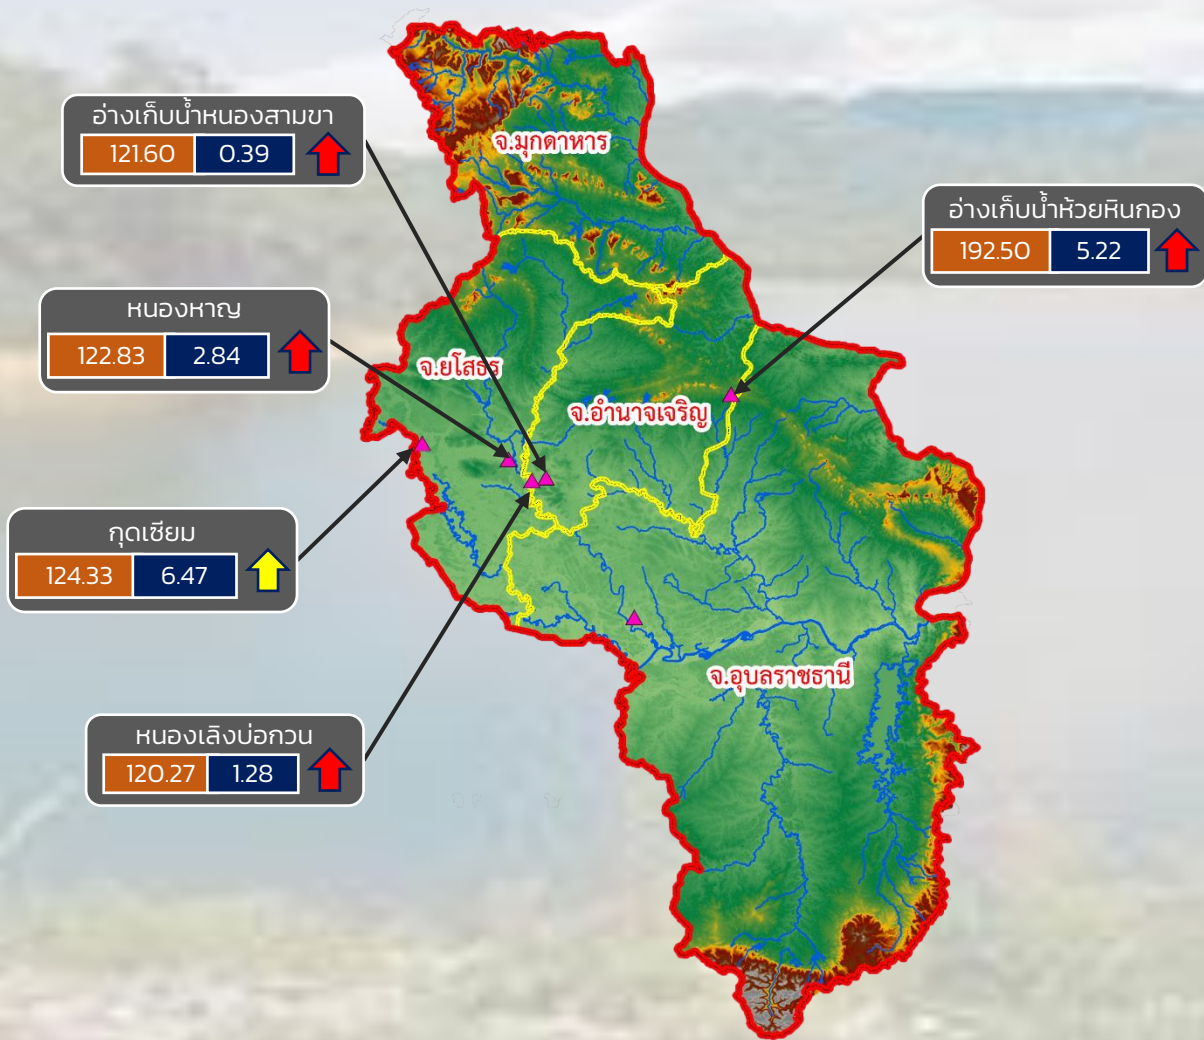 อ่างเก็บน้ำหนองสามขา
121.60 0.39
จ.มุกดาหาร
อ่างเก็บน้ำห้วยหินกอง
192.50 5.22
หนองหาญ
122.83 2.84
จ.ยโสธร
จ.อำนาจเจริญ
กุดเซียม
124.33 6.47
จ.อุบลราชธานี
หนองเลิงบ่อกวน
120.27 1.28